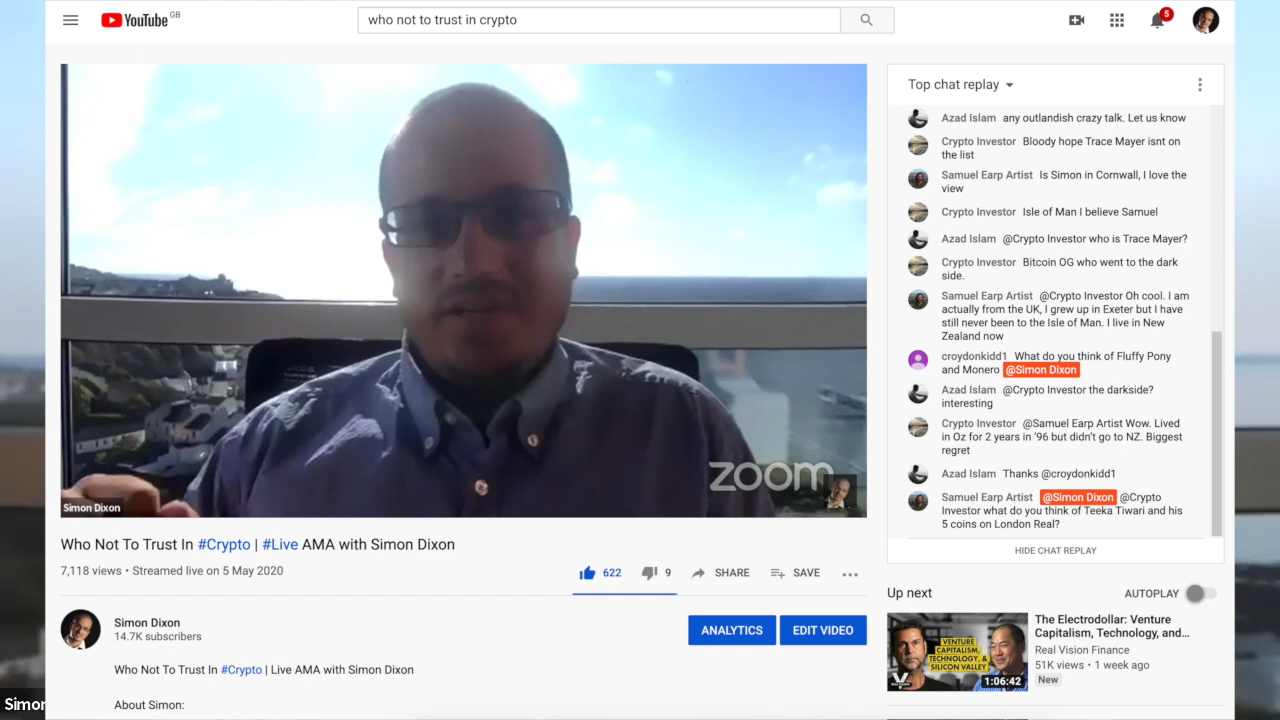 YouTube GB
who not to trust in crypto
5
Simon Dixon
zoom
Who Not To Trust In #Crypto | #Live AMA with Simon Dixon
7,118 views • Streamed live on 5 May 2020
622
9
SHARE
SAVE
Simon Dixon
14.7K subscribers
ANALYTICS
EDIT VIDEO
Who Not To Trust In #Crypto | Live AMA with Simon Dixon
About Simon:
Simon
Top chat replay
Azad Islam any outlandish crazy talk. Let us know
Crypto Investor Bloody hope Trace Mayer isnt on
the list
Samuel Earp Artist Is Simon in Cornwall, I love the
view
Crypto Investor Isle of Man I believe Samuel
Azad Islam @Crypto Investor who is Trace Mayer?
Crypto Investor Bitcoin OG who went to the dark
side.
Samuel Earp Artist @Crypto Investor Oh cool. I am
actually from the UK, I grew up in Exeter but I have
still never been to the Isle of Man. I live in New
Zealand now
croydonkidd1 What do you think of Fluffy Pony
and Monero @Simon Dixon
Azad Islam @Crypto Investor the darkside?
interesting
Crypto Investor @Samuel Earp Artist Wow. Lived
in Oz for 2 years in '96 but didn't go to NZ. Biggest
regret
Azad Islam Thanks @croydonkidd1
Samuel Earp Artist @Simon Dixon @Crypto
Investor what do you think of Teeka Tiwari and his
5 coins on London Real?
HIDE CHAT REPLAY
Up next
AUTOPLAY
VENTURE
CAPITALISM,
TECHNOLOGY, &
SILICON VALLEY
1:06:42
The Electrodollar: Venture
Capitalism, Technology, and...
Real Vision Finance
51K views • 1 week ago
New